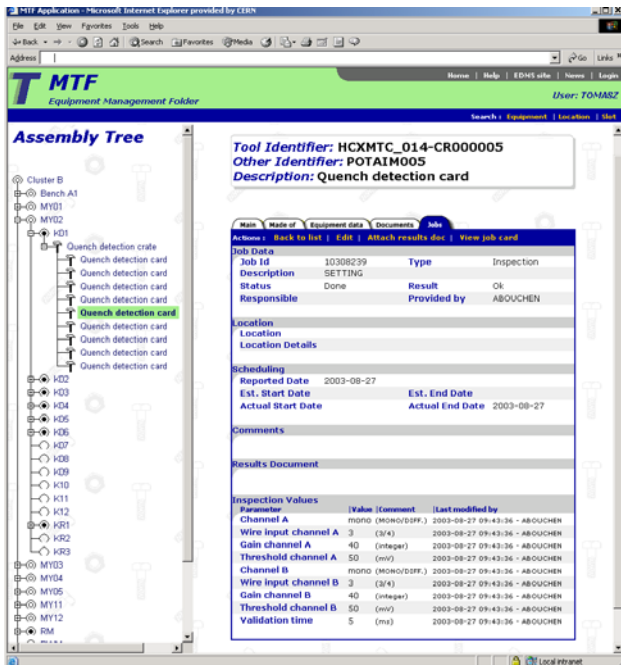 MTF Application - Microsoft Internet Explorer provided by CERN
File Edit View Favorites Tools Help
Back Search Favorites Media
Address Go Links
Home | Help | EDMS site | News | Login
MTF
Equipment Management Folder
User: TOMASZ
Search : Equipment | Location | Slot
Assembly Tree
Cluster B
Bench A1
MY01
MY02
K01
Quench detection crate
Quench detection card
Quench detection card
Quench detection card
Quench detection card
Quench detection card
Quench detection card
Quench detection card
Quench detection card
Quench detection card
K02
K03
K04
K05
K06
K07
K08
K09
K10
K11
K12
KR1
KR2
KR3
MY03
MY04
MY05
MY11
MY12
RM
Tool Identifier: HCXMTC_014-CR000005
Other Identifier: POTAIM005
Description: Quench detection card
Main Made of Equipment data Documents Jobs
Actions : Back to list | Edit | Attach results doc | View job card
Job Data
Job Id 10308239 Type Inspection
Description SETTING
Status Done Result Ok
Responsible Provided by ABOUCHEN
Location
Location
Location Details
Scheduling
Reported Date 2003-08-27
Est. Start Date Est. End Date
Actual Start Date Actual End Date 2003-08-27
Comments
Results Document
Inspection Values
Parameter |Value |Comment |Last modified by
Channel A mono (MONO/DIFF.) 2003-08-27 09:43:36 - ABOUCHEN
Wire input channel A 3 (3/4) 2003-08-27 09:43:36 - ABOUCHEN
Gain channel A 40 (integer) 2003-08-27 09:43:36 - ABOUCHEN
Threshold channel A 50 (mV) 2003-08-27 09:43:36 - ABOUCHEN
Channel B mono (MONO/DIFF.) 2003-08-27 09:43:36 - ABOUCHEN
Wire input channel B 3 (3/4) 2003-08-27 09:43:36 - ABOUCHEN
Gain channel B 40 (integer) 2003-08-27 09:43:36 - ABOUCHEN
Threshold channel B 50 (mV) 2003-08-27 09:43:36 - ABOUCHEN
Validation time 5 (ms) 2003-08-27 09:43:36 - ABOUCHEN
Local intranet